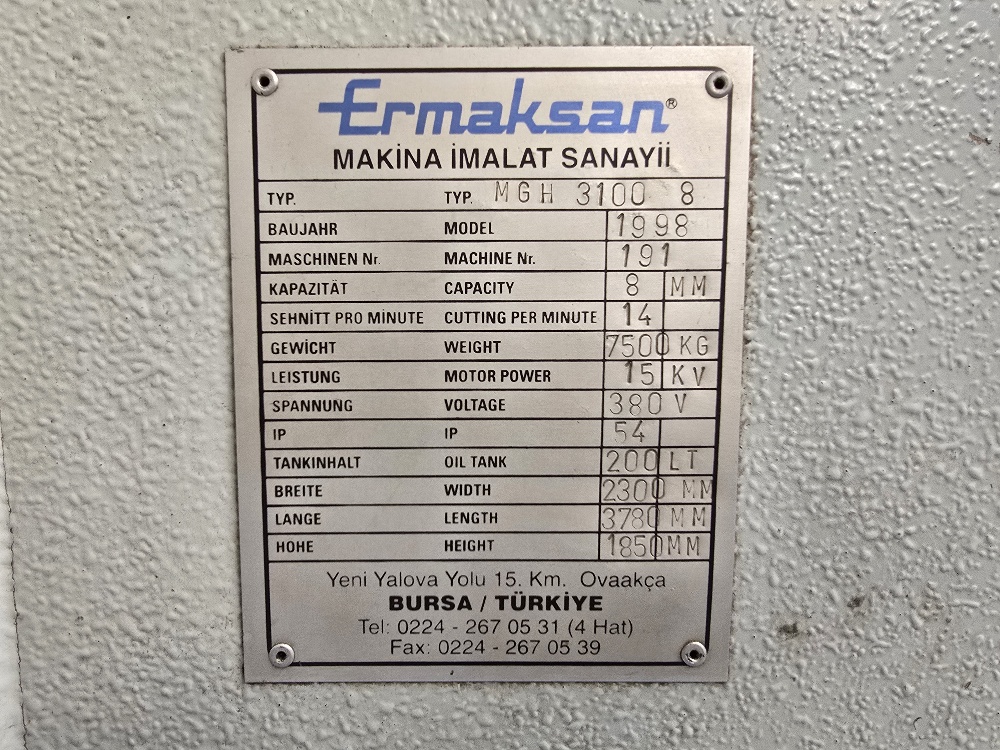 Ermaksan®
MAKİNA İMALAT SANAYİİ
TYP. TYP. MGH 3100 8
BAUJAHR MODEL 1998
MASCHINEN Nr. MACHINE Nr. 191
KAPAZITÄT CAPACITY 8 MM
SEHNITT PRO MINUTE CUTTING PER MINUTE 14
GEWICHT WEIGHT 7500 KG
LEISTUNG MOTOR POWER 15 KV
SPANNUNG VOLTAGE 380 V
IP IP 54
TANKINHALT OIL TANK 200 LT
BREITE WIDTH 2300 MM
LANGE LENGTH 3780 MM
HOHE HEIGHT 1850 MM
Yeni Yalova Yolu 15. Km. Ovaakça
BURSA / TÜRKİYE
Tel: 0224 - 267 05 31 (4 Hat)
Fax: 0224 - 267 05 39